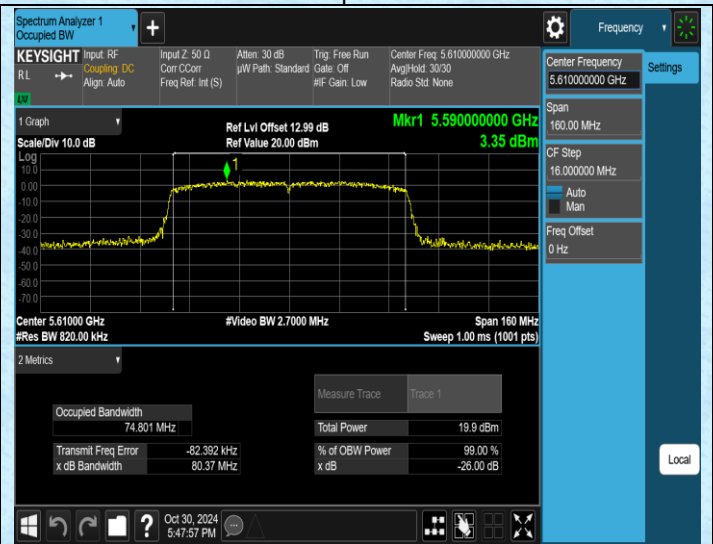 Spectrum Analyzer 1
Occupied BW
Frequency
KEYSIGHT
RL
LXI
Input: RF
Coupling: DC
Align: Auto
Input Z: 50 Ω
Corr CCorr
Freq Ref: Int (S)
Atten: 30 dB
µW Path: Standard
Trig: Free Run
Gate: Off
#IF Gain: Low
Center Freq: 5.610000000 GHz
Avg|Hold: 30/30
Radio Std: None
Center Frequency
5.610000000 GHz
Settings
Span
160.00 MHz
CF Step
16.000000 MHz
Auto
Man
Freq Offset
0 Hz
1 Graph
Scale/Div 10.0 dB
Ref Lvl Offset 12.99 dB
Ref Value 20.00 dBm
Mkr1 5.590000000 GHz
3.35 dBm
Log
10.0
0.00
-10.0
-20.0
-30.0
-40.0
-50.0
-60.0
-70.0
1
Center 5.61000 GHz
#Res BW 820.00 kHz
#Video BW 2.7000 MHz
Span 160 MHz
Sweep 1.00 ms (1001 pts)
2 Metrics
Measure Trace
Trace 1
Occupied Bandwidth
74.801 MHz
Total Power
19.9 dBm
Transmit Freq Error
-82.392 kHz
% of OBW Power
99.00 %
x dB Bandwidth
80.37 MHz
x dB
-26.00 dB
Local
?
Oct 30, 2024
5:47:57 PM